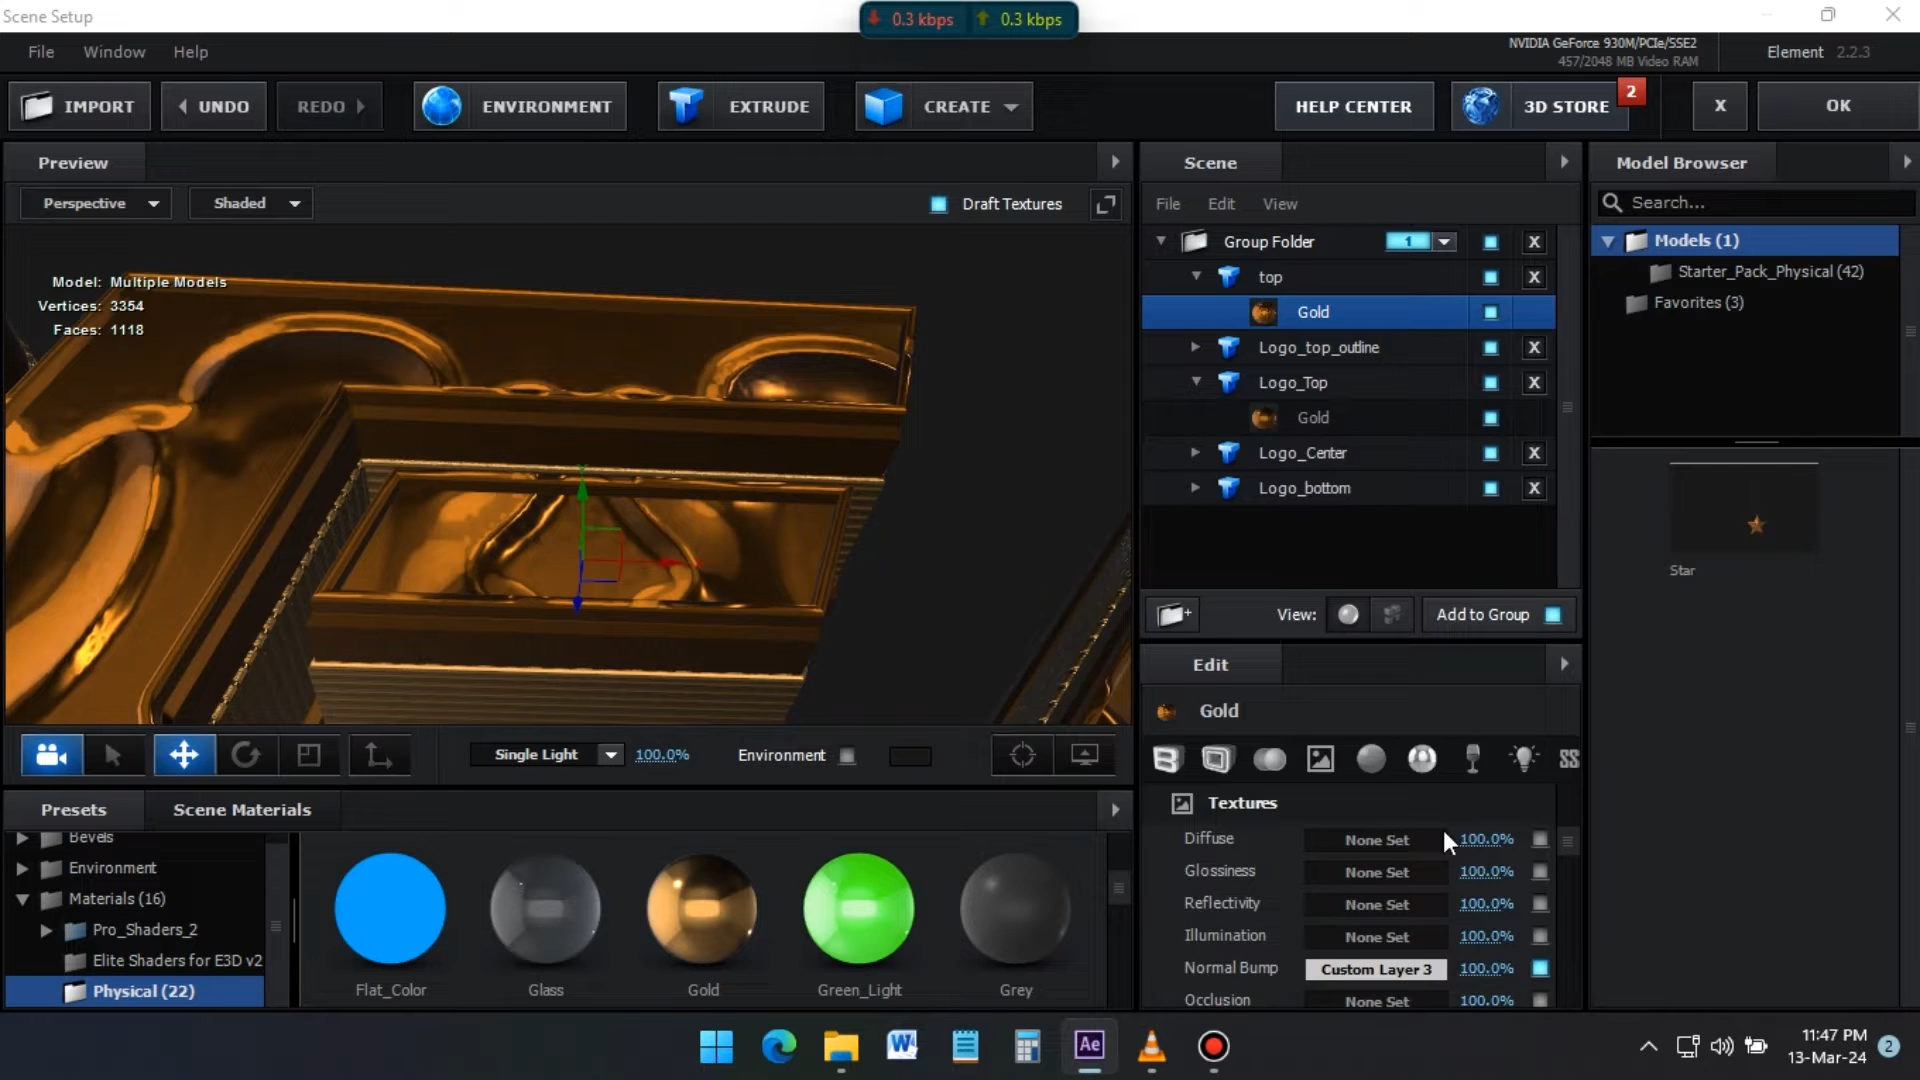 Scene Setup
0.3 kbps 0.3 kbps
File Window Help
NVIDIA GeForce 930M/PCIe/SSE2
457/2048 MB Video RAM
Element 2.2.3
IMPORT UNDO REDO ENVIRONMENT EXTRUDE CREATE HELP CENTER 3D STORE 2 X OK
Preview
Perspective Shaded Draft Textures
Model: Multiple Models
Vertices: 3354
Faces: 1118
Single Light 100.0% Environment
Scene
File Edit View
Group Folder 1 X
top X
Gold
Logo_top_outline X
Logo_Top X
Gold
Logo_Center X
Logo_bottom X
View: Add to Group
Model Browser
Search...
Models (1)
Starter_Pack_Physical (42)
Favorites (3)
Star
Edit
Gold
SS
Textures
Diffuse None Set 100.0%
Glossiness None Set 100.0%
Reflectivity None Set 100.0%
Illumination None Set 100.0%
Normal Bump Custom Layer 3 100.0%
Occlusion None Set 100.0%
Presets Scene Materials
Bevels
Environment
Materials (16)
Pro_Shaders_2
Elite Shaders for E3D v2
Physical (22)
Flat_Color Glass Gold Green_Light Grey
W Ae
11:47 PM
13-Mar-24 2